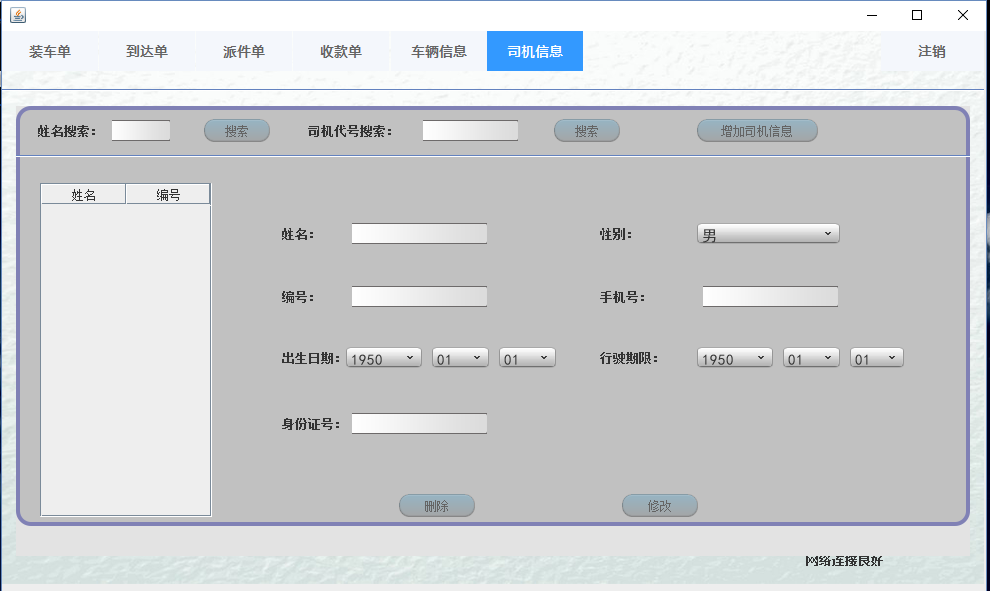 装车单 到达单 派件单 收款单 车辆信息 司机信息 注销
姓名搜索： 搜索 司机代号搜索： 搜索 增加司机信息
姓名 编号
姓名： 性别： 男
编号： 手机号：
出生日期： 1950 01 01 行驶期限： 1950 01 01
身份证号：
删除 修改
网络连接良好